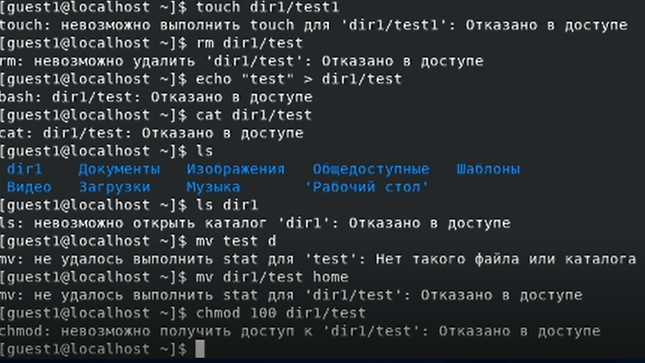 [guest1@localhost ~]$ touch dir1/test1
touch: невозможно выполнить touch для 'dir1/test1': Отказано в доступе
[guest1@localhost ~]$ rm dir1/test
rm: невозможно удалить 'dir1/test': Отказано в доступе
[guest1@localhost ~]$ echo "test" > dir1/test
bash: dir1/test: Отказано в доступе
[guest1@localhost ~]$ cat dir1/test
cat: dir1/test: Отказано в доступе
[guest1@localhost ~]$ ls
dir1 Документы Изображения Общедоступные Шаблоны
Видео Загрузки Музыка 'Рабочий стол'
[guest1@localhost ~]$ ls dir1
ls: невозможно открыть каталог 'dir1': Отказано в доступе
[guest1@localhost ~]$ mv test d
mv: не удалось выполнить stat для 'test': Нет такого файла или каталога
[guest1@localhost ~]$ mv dir1/test home
mv: не удалось выполнить stat для 'dir1/test': Отказано в доступе
[guest1@localhost ~]$ chmod 100 dir1/test
chmod: невозможно получить доступ к 'dir1/test': Отказано в доступе
[guest1@localhost ~]$